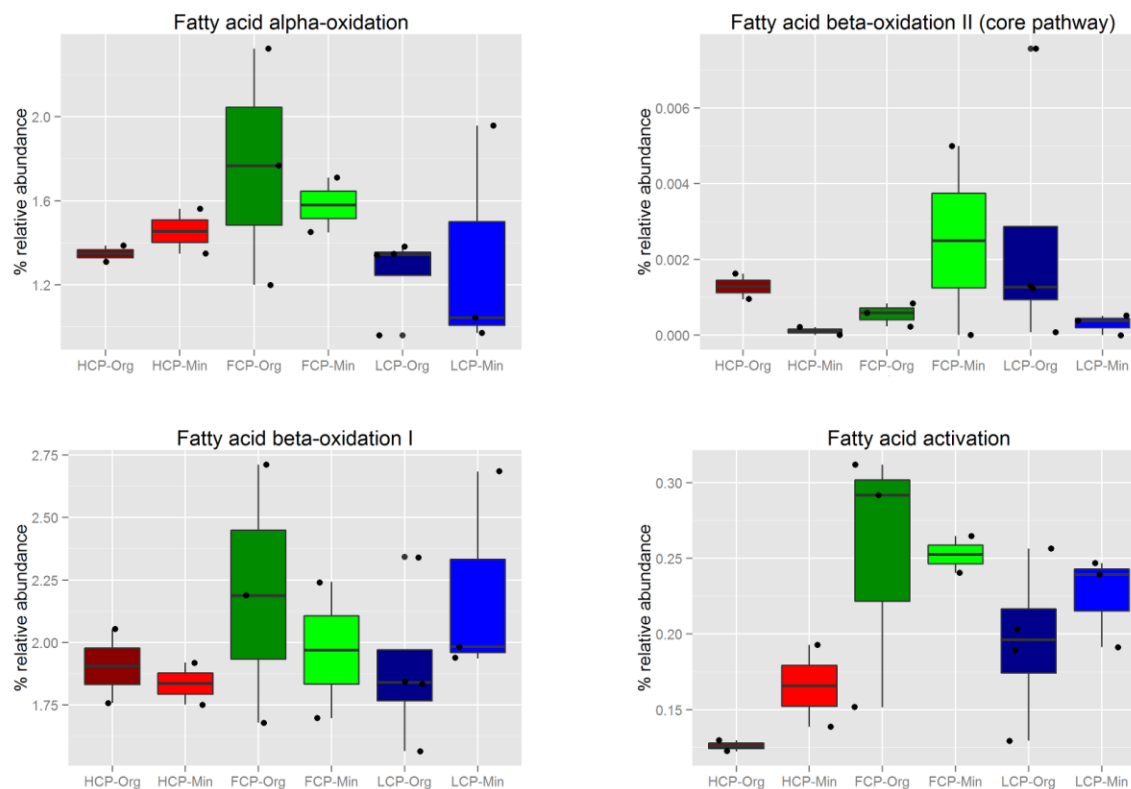 Fatty acid alpha-oxidation
% relative abundance
2.0
1.6
1.2
HCP-Org HCP-Min FCP-Org FCP-Min LCP-Org LCP-Min
Fatty acid beta-oxidation II (core pathway)
% relative abundance
0.006
0.004
0.002
0.000
HCP-Org HCP-Min FCP-Org FCP-Min LCP-Org LCP-Min
Fatty acid beta-oxidation I
% relative abundance
2.75
2.50
2.25
2.00
1.75
HCP-Org HCP-Min FCP-Org FCP-Min LCP-Org LCP-Min
Fatty acid activation
% relative abundance
0.30
0.25
0.20
0.15
HCP-Org HCP-Min FCP-Org FCP-Min LCP-Org LCP-Min